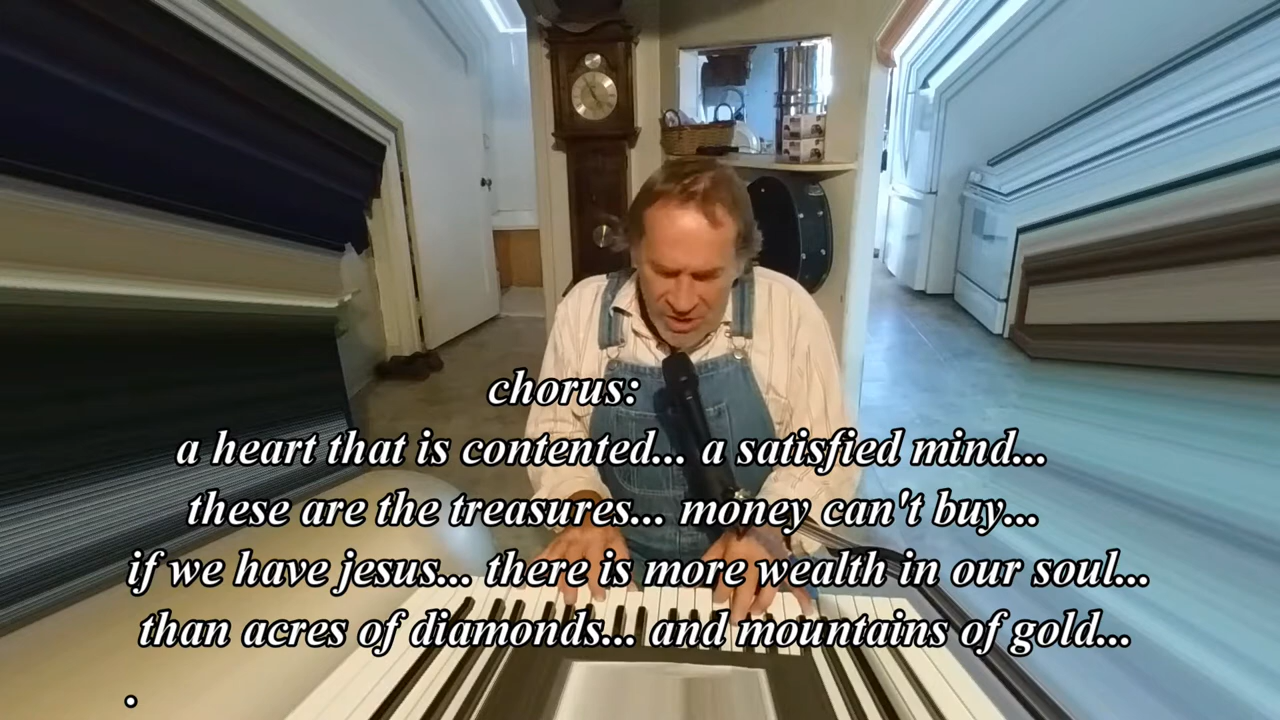 chorus:
a heart that is contented... a satisfied mind...
these are the treasures... money can't buy...
if we have jesus... there is more wealth in our soul...
than acres of diamonds... and mountains of gold...
.